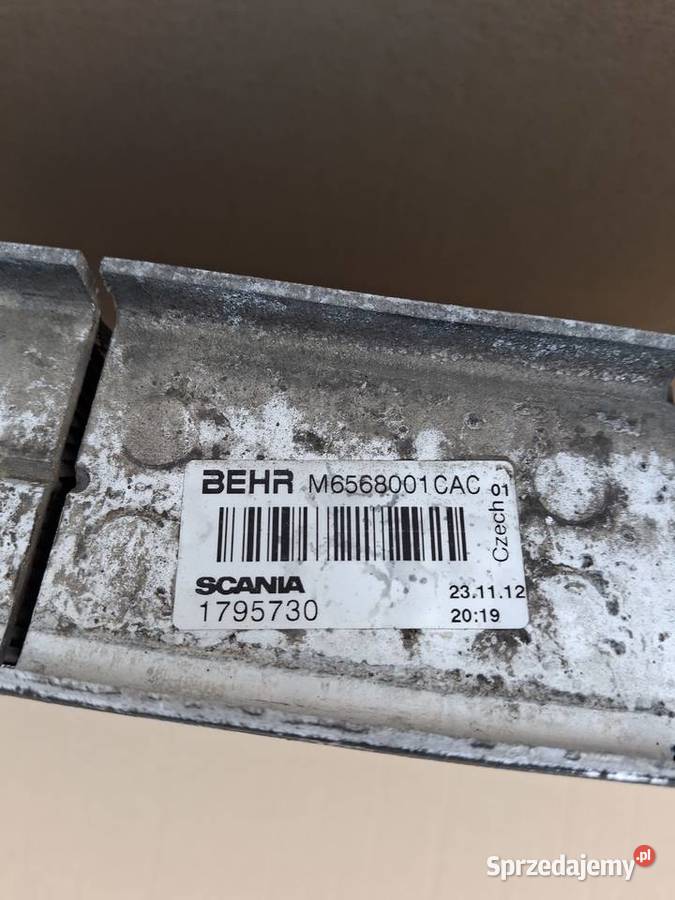 BEHR M6568001CAC
Czech 01
SCANIA
1795730
23.11.12
20:19
Sprzedajemy.pl